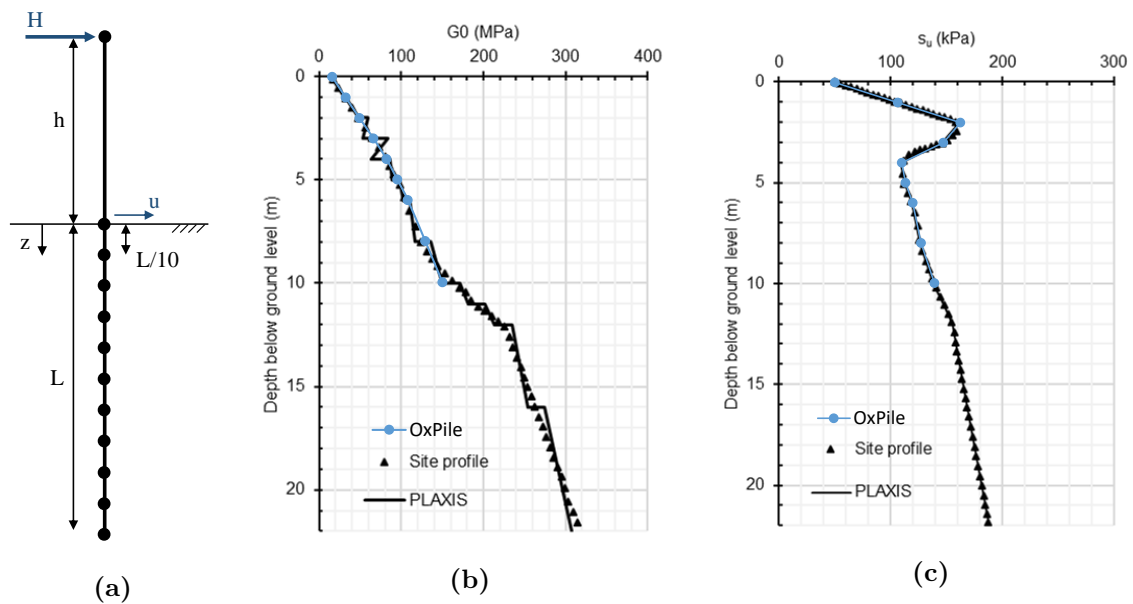 H
h
u
z
L/10
L
(a)
G0 (MPa)
0 100 200 300 400
0
5
10
15
20
Depth below ground level (m)
OxPile
Site profile
PLAXIS
(b)
su (kPa)
0 100 200 300
0
5
10
15
20
Depth below ground level (m)
OxPile
Site profile
PLAXIS
(c)